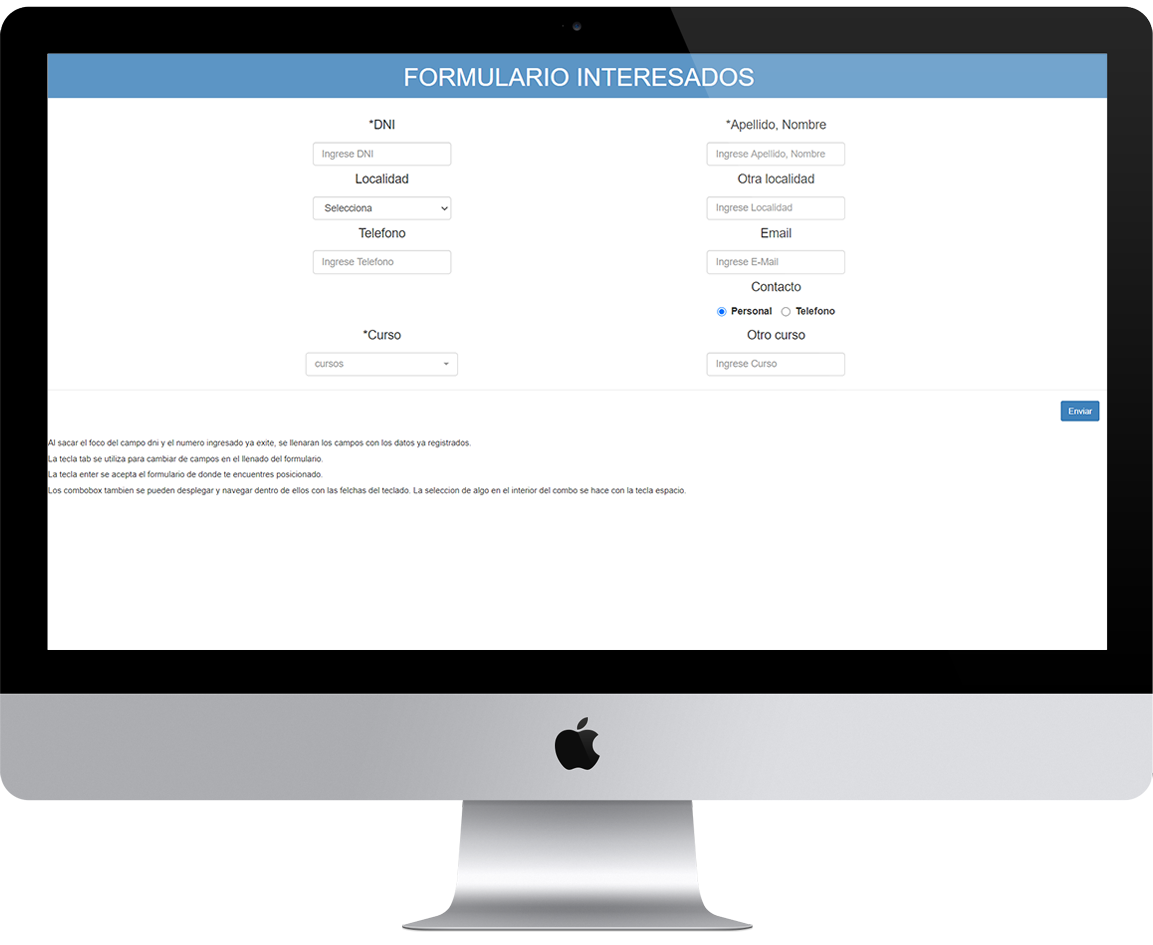 FORMULARIO INTERESADOS
*DNI
*Apellido, Nombre
Ingrese DNI
Ingrese Apellido, Nombre
Localidad
Otra localidad
Selecciona
Ingrese Localidad
Telefono
Email
Ingrese Telefono
Ingrese E-Mail
Contacto
Personal Telefono
*Curso
Otro curso
cursos
Ingrese Curso
Enviar
Al sacar el foco del campo dni y el numero ingresado ya exite, se llenaran los campos con los datos ya registrados.
La tecla tab se utiliza para cambiar de campos en el llenado del formulario.
La tecla enter se acepta el formulario de donde te encuentres posicionado.
Los combobox tambien se pueden desplegar y navegar dentro de ellos con las felchas del teclado. La seleccion de algo en el interior del combo se hace con la tecla espacio.